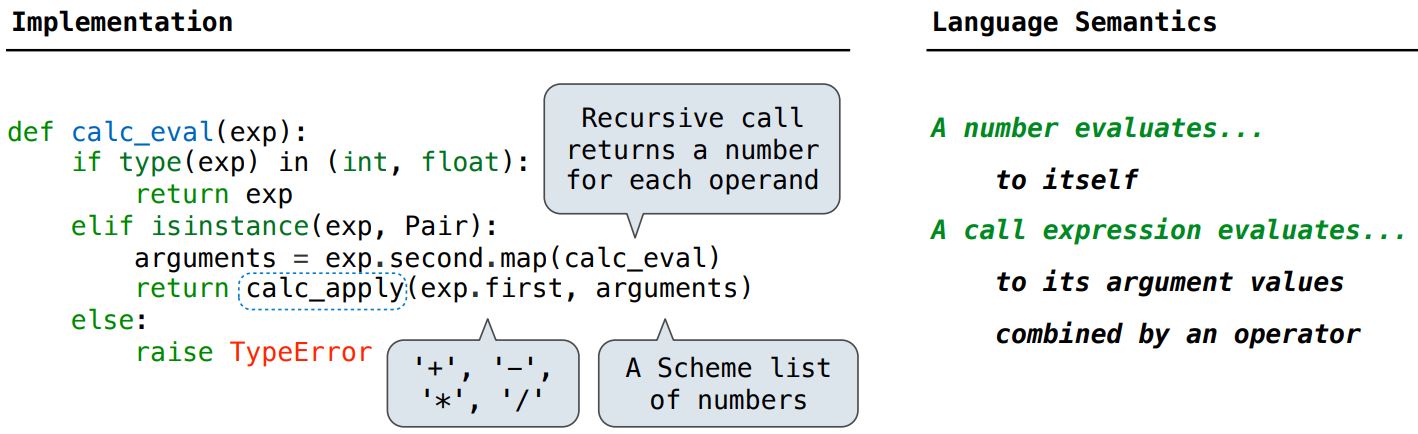 Implementation
def calc_eval(exp):
    if type(exp) in (int, float):
        return exp
    elif isinstance(exp, Pair):
        arguments = exp.second.map(calc_eval)
        return calc_apply(exp.first, arguments)
    else:
        raise TypeError
Recursive call
returns a number
for each operand
'+', '−',
'*', '/'
A Scheme list
of numbers
Language Semantics
A number evaluates...
to itself
A call expression evaluates...
to its argument values
combined by an operator